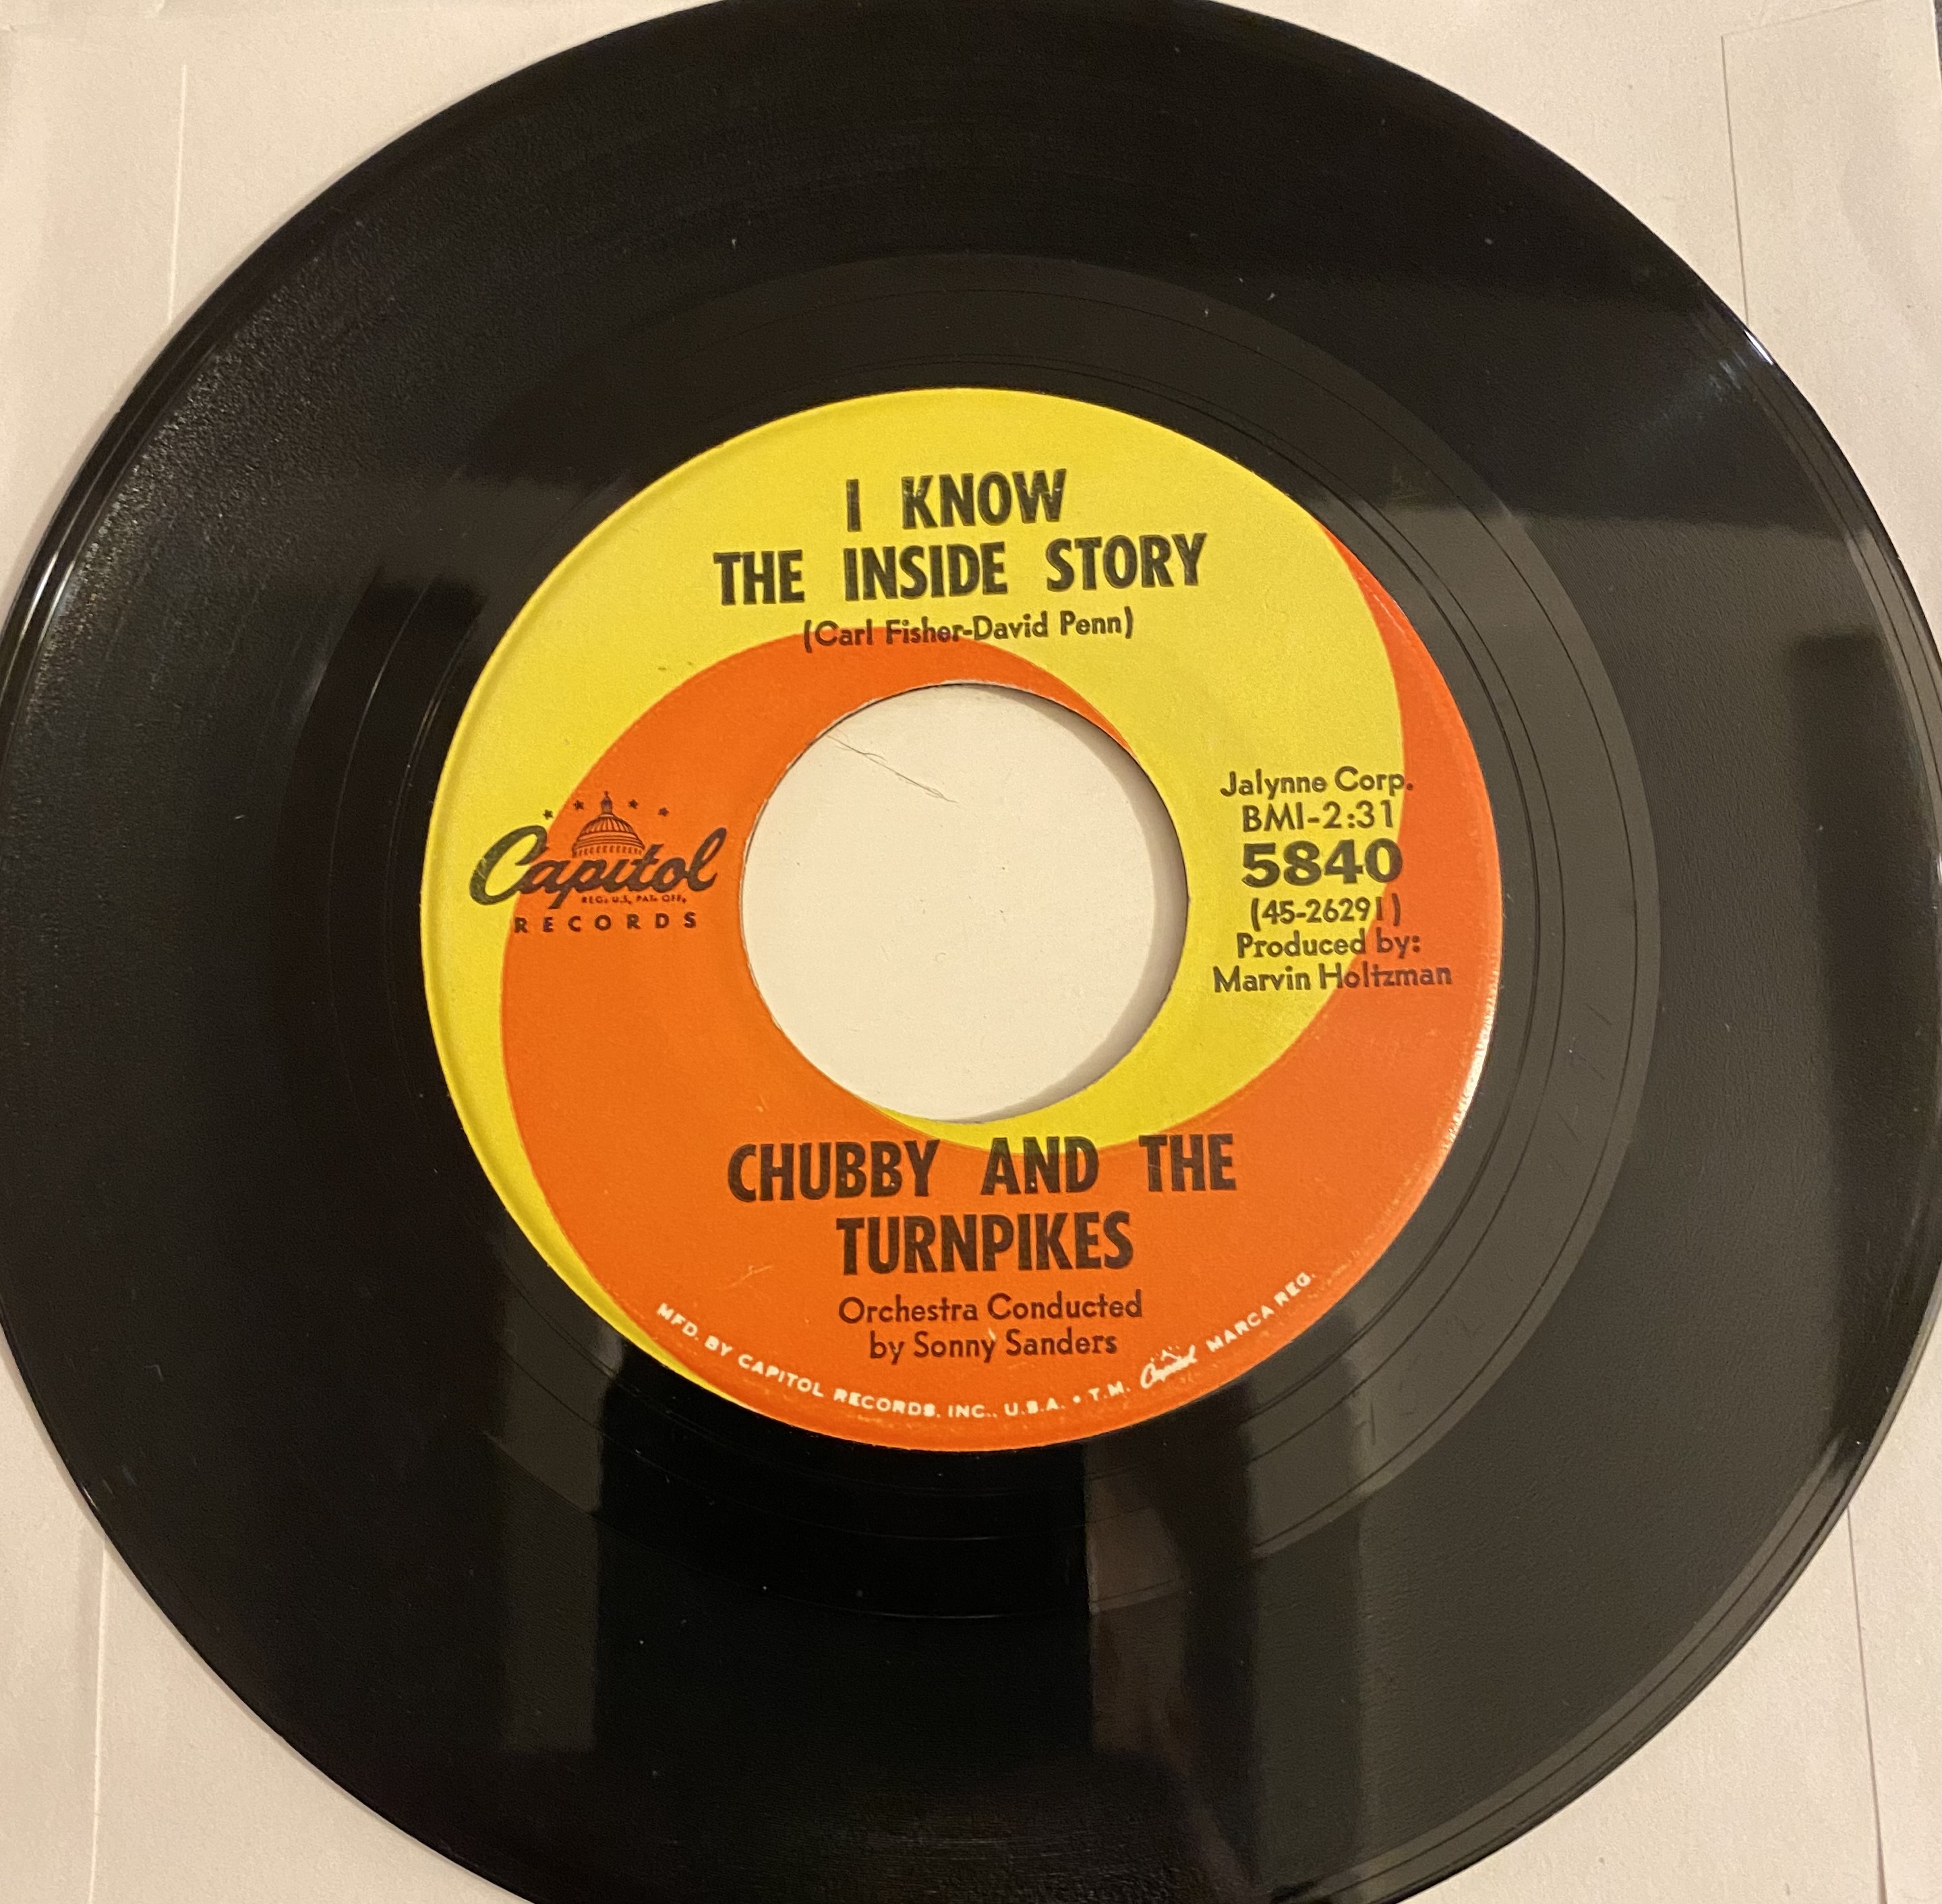 I KNOW
THE INSIDE STORY
(Carl Fisher-David Penn)
Capitol
REG. U.S. PAT. OFF.
RECORDS
Jalynne Corp.
BMI-2:31
5840
(45-26291)
Produced by:
Marvin Holtzman
CHUBBY AND THE
TURNPIKES
Orchestra Conducted
by Sonny Sanders
MFD. BY CAPITOL RECORDS, INC., U.S.A. • T.M. Capitol MARCA REG.